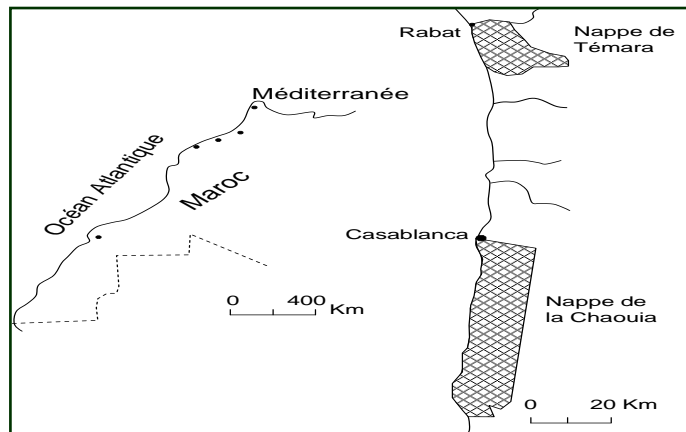 Rabat
Nappe de
Témara
Méditerranée
Océan Atlantique
Maroc
Casablanca
Nappe de
la Chaouia
0 400 Km
0 20 Km